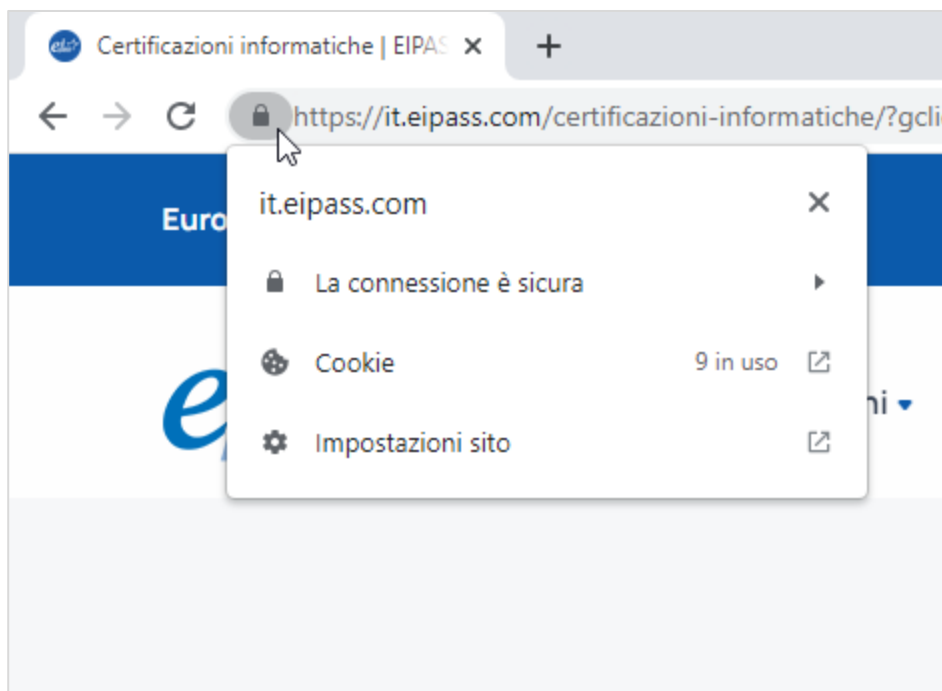 Certificazioni informatiche | EIPAS
https://it.eipass.com/certificazioni-informatiche/?gcli
Euro
it.eipass.com
La connessione è sicura
Cookie 9 in uso
ni
Impostazioni sito